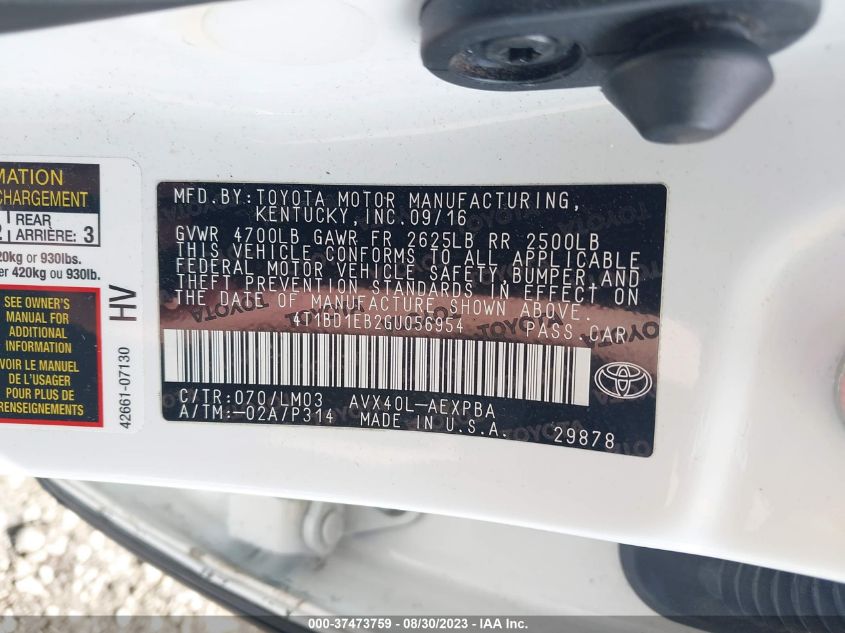 MATION
CHARGEMENT
REAR
ARRIÈRE: 3
20kg or 930lbs.
er 420kg ou 930lb.
SEE OWNER'S
MANUAL FOR
ADDITIONAL
INFORMATION
VOIR LE MANUEL
DE L'USAGER
POUR PLUS DE
RENSEIGNEMENTS
HV
42661-07130
MFD.BY:TOYOTA MOTOR MANUFACTURING,
KENTUCKY,INC.09/16
GVWR 4700LB GAWR FR 2625LB RR 2500LB
THIS VEHICLE CONFORMS TO ALL APPLICABLE
FEDERAL MOTOR VEHICLE SAFETY,BUMPER,AND
THEFT PREVENTION STANDARDS IN EFFECT ON
THE DATE OF MANUFACTURE SHOWN ABOVE.
4T1BD1EB2GU056954 PASS.CAR
C/TR:070/LM03 AVX40L-AEXPBA
A/TM:-02A7P314 MADE IN U.S.A. 29878
000-37473759 - 08/30/2023 - IAA Inc.